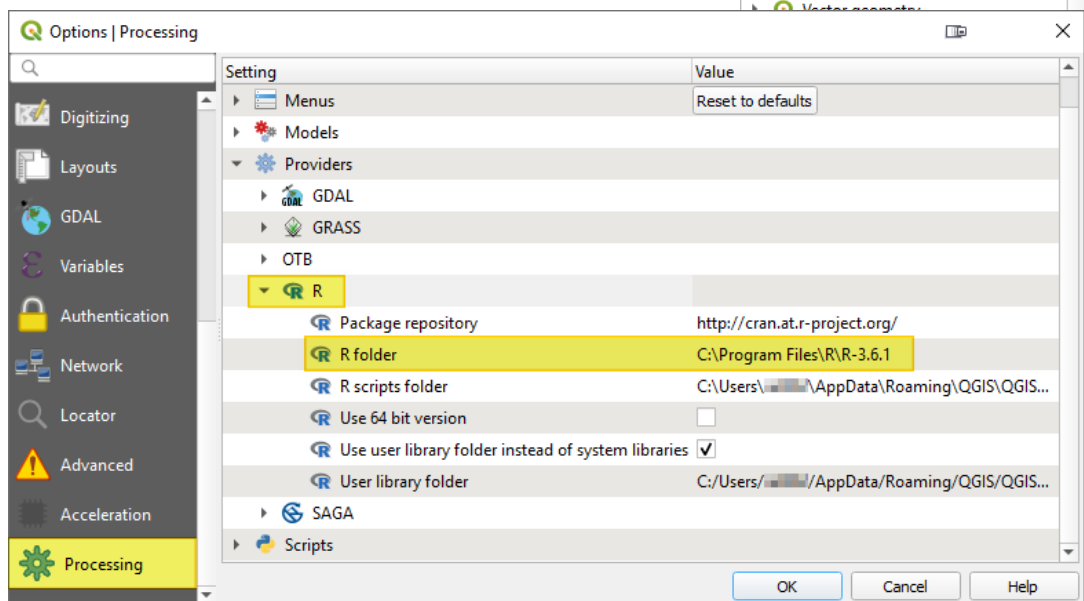 Vector geometry
Options | Processing
Digitizing
Layouts
GDAL
Variables
Authentication
Network
Locator
Advanced
Acceleration
Processing
Setting Value
Menus Reset to defaults
Models
Providers
GDAL
GRASS
OTB
R
Package repository http://cran.at.r-project.org/
R folder C:\Program Files\R\R-3.6.1
R scripts folder C:\Users\ \AppData\Roaming\QGIS\QGIS...
Use 64 bit version
Use user library folder instead of system libraries
User library folder C:/Users/ /AppData/Roaming/QGIS/QGIS...
SAGA
Scripts
OK Cancel Help